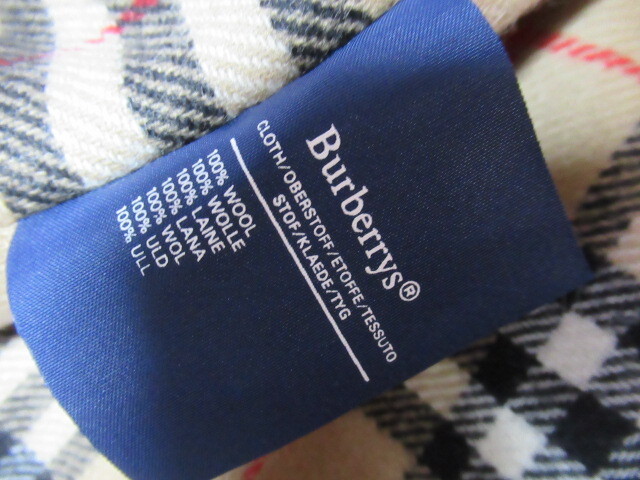 Burberrys®
CLOTH/OBERSTOFF/ETOFFE/TESSUTO
STOF/KLAEDE/TYG
100% WOOL
100% WOLLE
100% LAINE
100% LANA
100% WOL
100% ULD
100% ULL